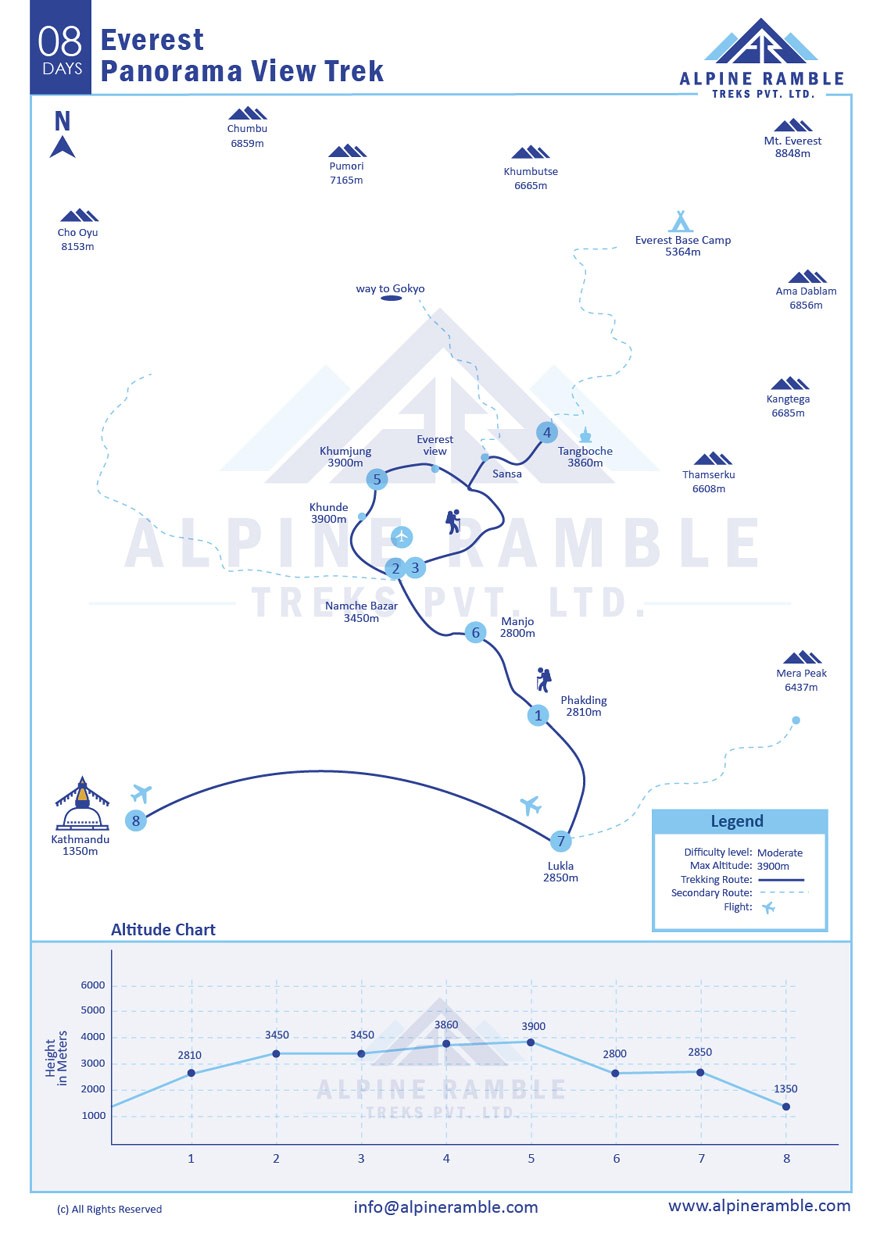 08
DAYS
Everest
Panorama View Trek
ALPINE RAMBLE
TREKS PVT. LTD.
N
Chumbu
6859m
Pumori
7165m
Khumbutse
6665m
Mt. Everest
8848m
Cho Oyu
8153m
Everest Base Camp
5364m
Ama Dablam
6856m
way to Gokyo
Kangtega
6685m
4
Tangboche
3860m
Everest
view
Khumjung
3900m
5
Sansa
Thamserku
6608m
Khunde
3900m
ALPINE RAMBLE
TREKS PVT. LTD.
2
3
Namche Bazar
3450m
6
Manjo
2800m
Mera Peak
6437m
Phakding
2810m
1
8
Kathmandu
1350m
7
Lukla
2850m
Legend
Difficulty level: Moderate
Max Altitude: 3900m
Trekking Route:
Secondary Route:
Flight:
Altitude Chart
Height
in Meters
6000
5000
4000
3000
2000
1000
2810
3450
3450
3860
3900
2800
2850
1350
ALPINE RAMBLE
TREKS PVT. LTD.
1 2 3 4 5 6 7 8
(c) All Rights Reserved
info@alpineramble.com
www.alpineramble.com